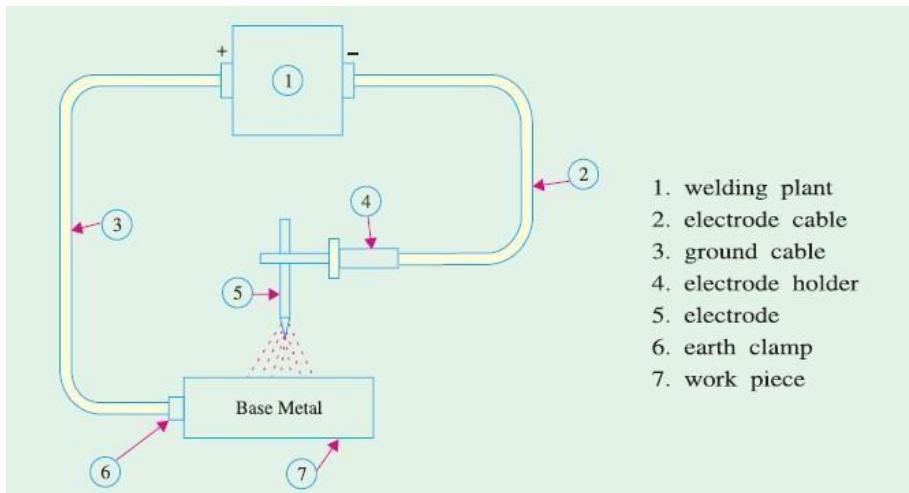 + −
1
2
4
3
5
Base Metal
6
7
1. welding plant
2. electrode cable
3. ground cable
4. electrode holder
5. electrode
6. earth clamp
7. work piece